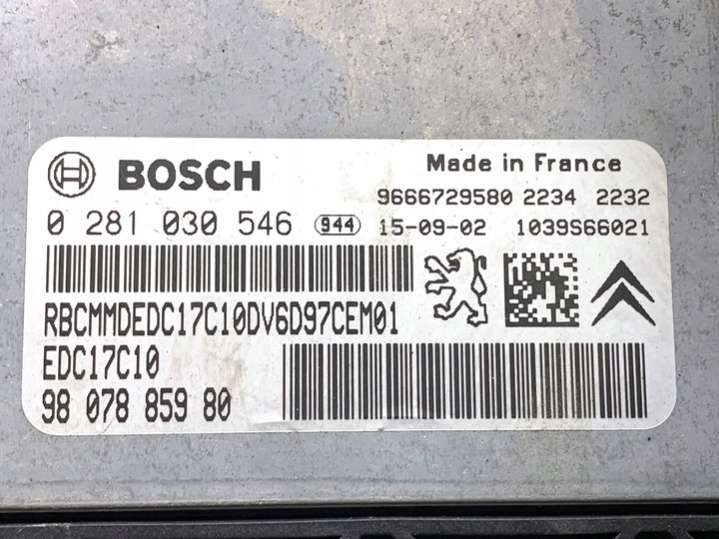 BOSCH
Made in France
9666729580 2234 2232
0 281 030 546 944 15-09-02 1039S66021
RBCMMDEDC17C10DV6D97CEM01
EDC17C10
98 078 859 80